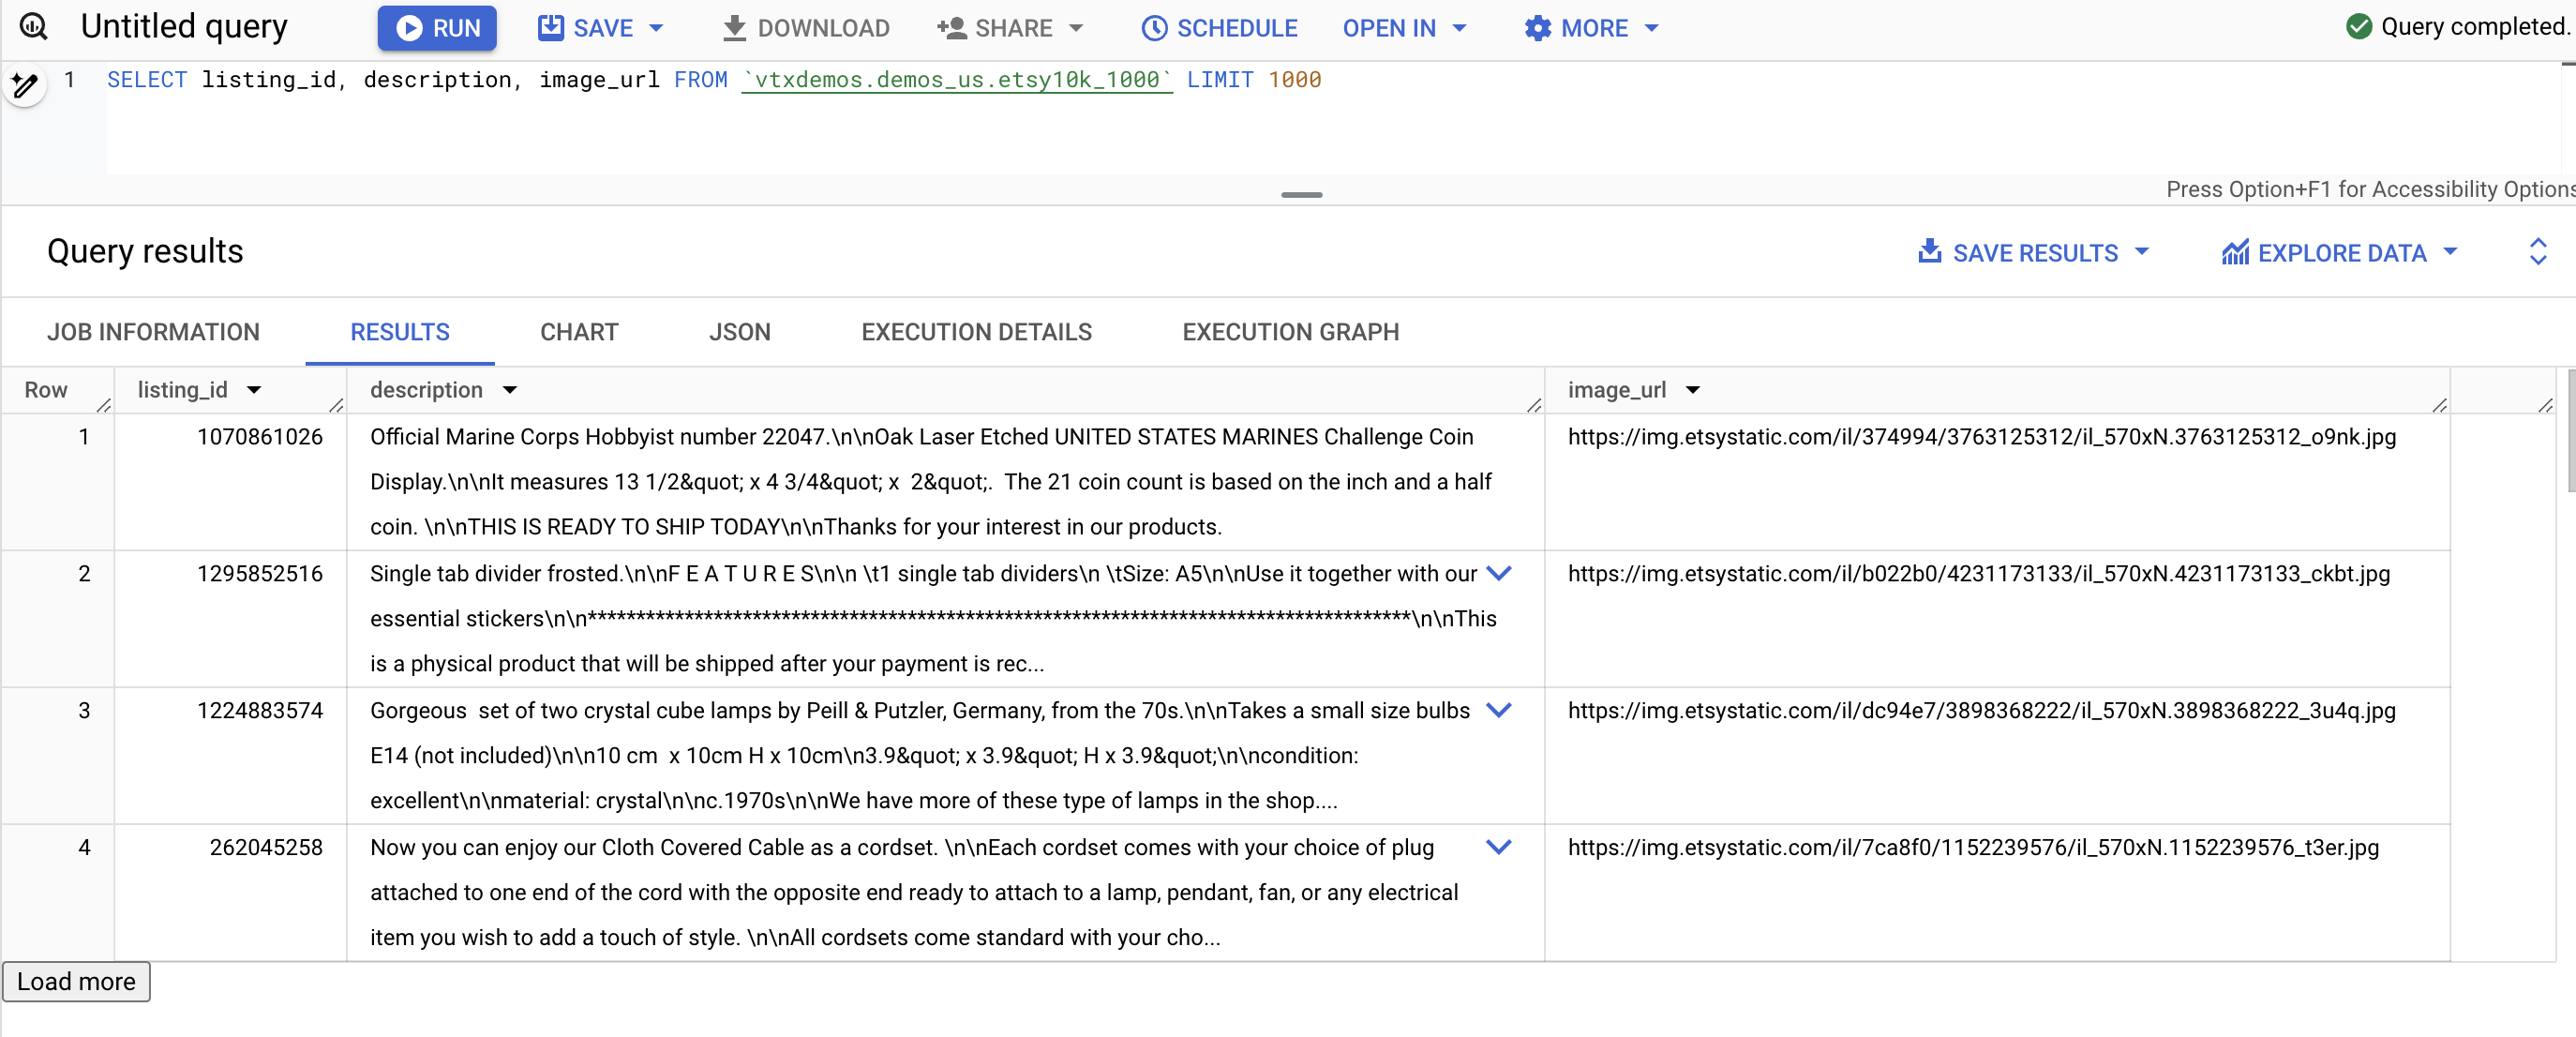 Untitled query RUN SAVE DOWNLOAD SHARE SCHEDULE OPEN IN MORE Query completed.
1 SELECT listing_id, description, image_url FROM `vtxdemos.demos_us.etsy10k_1000` LIMIT 1000
Press Option+F1 for Accessibility Options
Query results SAVE RESULTS EXPLORE DATA
JOB INFORMATION RESULTS CHART JSON EXECUTION DETAILS EXECUTION GRAPH
Row listing_id description image_url
1 1070861026 Official Marine Corps Hobbyist number 22047.\n\nOak Laser Etched UNITED STATES MARINES Challenge Coin https://img.etsystatic.com/il/374994/3763125312/il_570xN.3763125312_o9nk.jpg
Display.\n\nIt measures 13 1/2&quot; x 4 3/4&quot; x  2&quot;.  The 21 coin count is based on the inch and a half
coin. \n\nTHIS IS READY TO SHIP TODAY\n\nThanks for your interest in our products.
2 1295852516 Single tab divider frosted.\n\nF E A T U R E S\n\n \t1 single tab dividers\n \tSize: A5\n\nUse it together with our https://img.etsystatic.com/il/b022b0/4231173133/il_570xN.4231173133_ckbt.jpg
essential stickers\n\n*************************************************************************************\n\nThis
is a physical product that will be shipped after your payment is rec...
3 1224883574 Gorgeous  set of two crystal cube lamps by Peill & Putzler, Germany, from the 70s.\n\nTakes a small size bulbs https://img.etsystatic.com/il/dc94e7/3898368222/il_570xN.3898368222_3u4q.jpg
E14 (not included)\n\n10 cm  x 10cm H x 10cm\n3.9&quot; x 3.9&quot; H x 3.9&quot;\n\ncondition:
excellent\n\nmaterial: crystal\n\nc.1970s\n\nWe have more of these type of lamps in the shop....
4 262045258 Now you can enjoy our Cloth Covered Cable as a cordset. \n\nEach cordset comes with your choice of plug https://img.etsystatic.com/il/7ca8f0/1152239576/il_570xN.1152239576_t3er.jpg
attached to one end of the cord with the opposite end ready to attach to a lamp, pendant, fan, or any electrical
item you wish to add a touch of style. \n\nAll cordsets come standard with your cho...
Load more